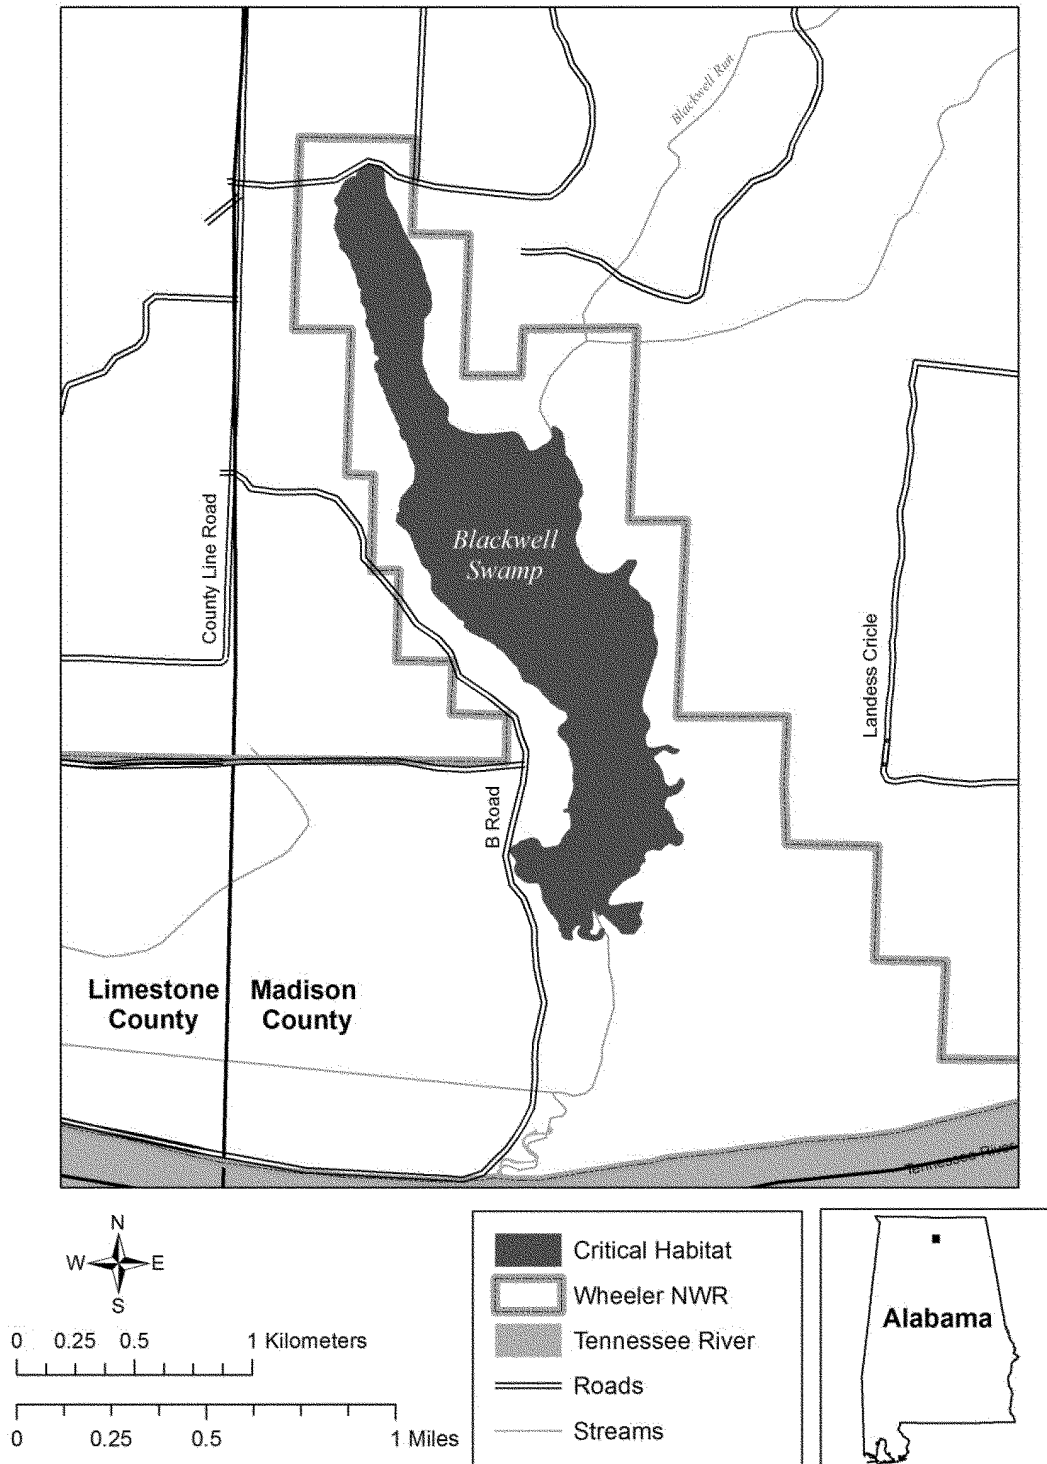 Blackwell Run
County Line Road
Blackwell
Swamp
Landess Cricle
B Road
Limestone
County
Madison
County
Tennessee River
N
W
E
S
0 0.25 0.5 1 Kilometers
0 0.25 0.5 1 Miles
Critical Habitat
Wheeler NWR
Tennessee River
Roads
Streams
Alabama